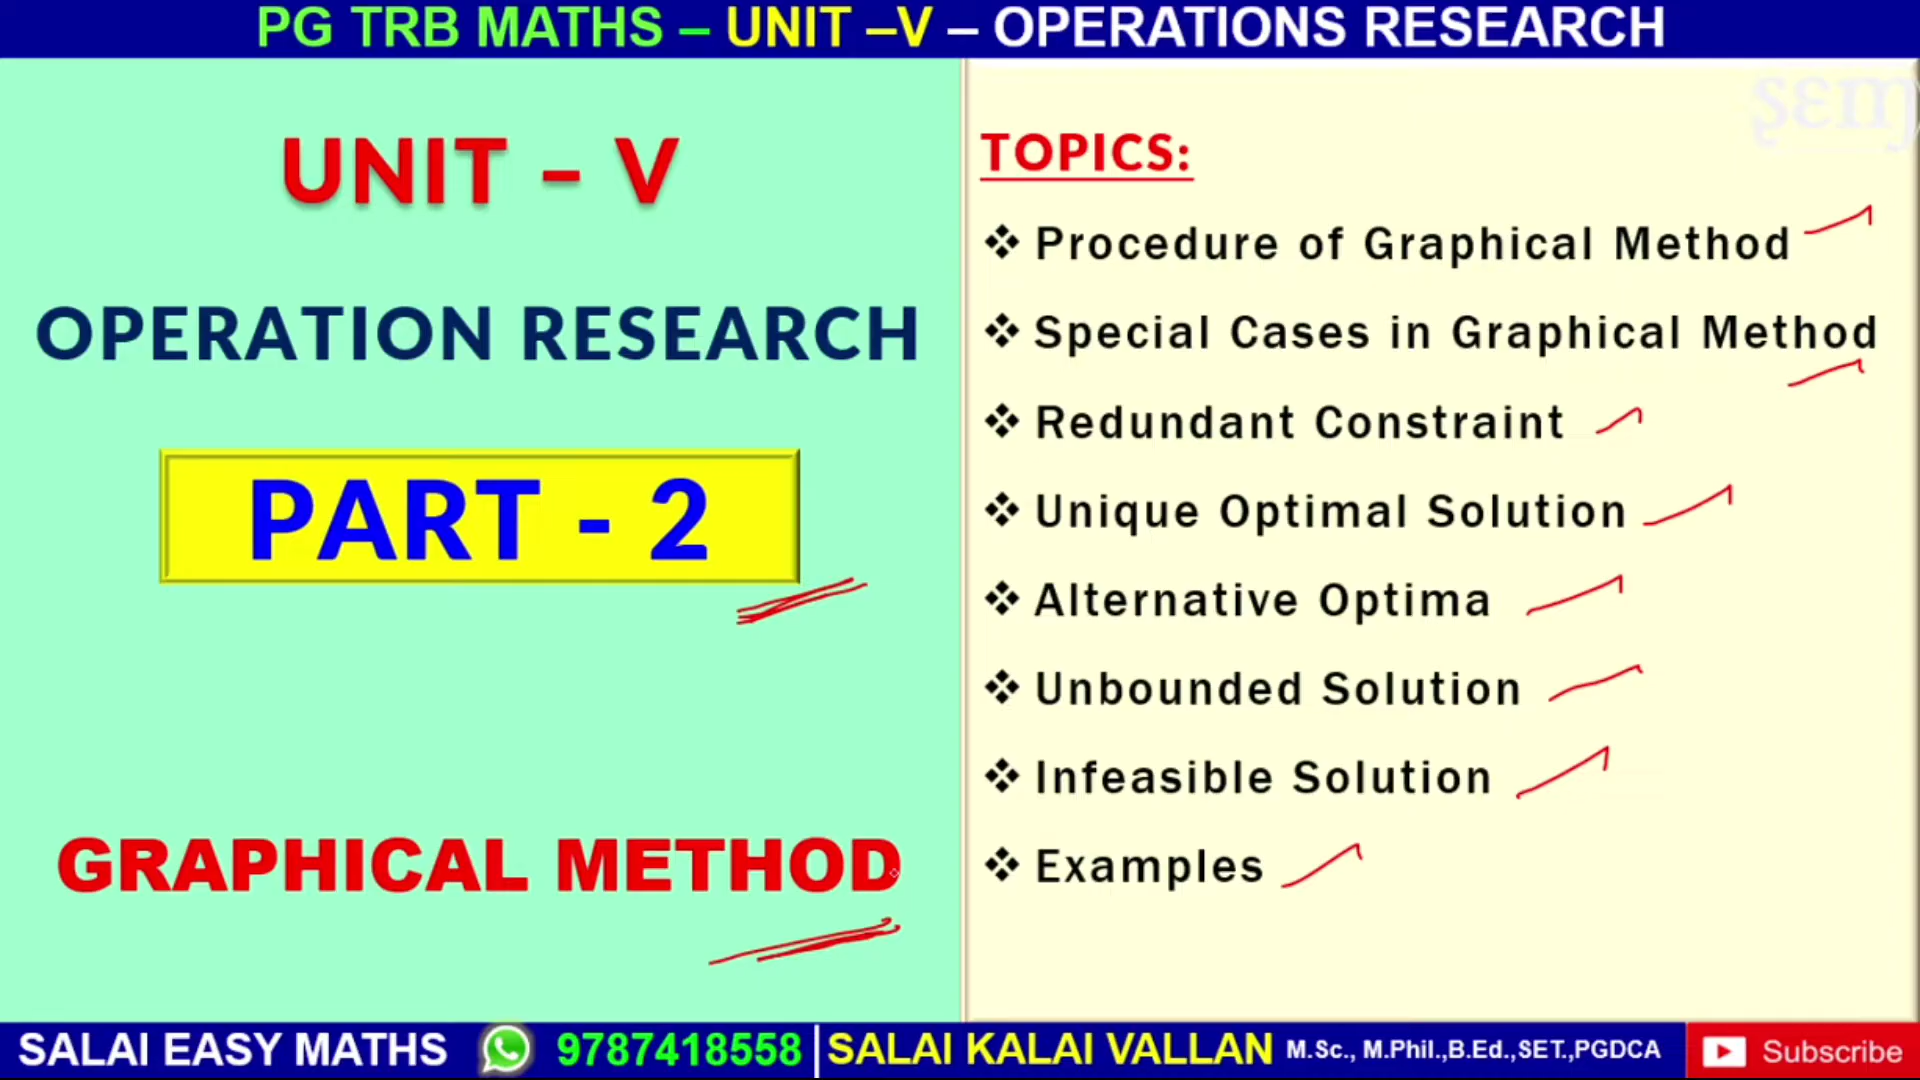 PG TRB MATHS – UNIT –V – OPERATIONS RESEARCH
UNIT – V
OPERATION RESEARCH
PART - 2
GRAPHICAL METHOD
sem
TOPICS:
❖ Procedure of Graphical Method
❖ Special Cases in Graphical Method
❖ Redundant Constraint
❖ Unique Optimal Solution
❖ Alternative Optima
❖ Unbounded Solution
❖ Infeasible Solution
❖ Examples
SALAI EASY MATHS 9787418558 | SALAI KALAI VALLAN M.Sc., M.Phil.,B.Ed.,SET.,PGDCA Subscribe